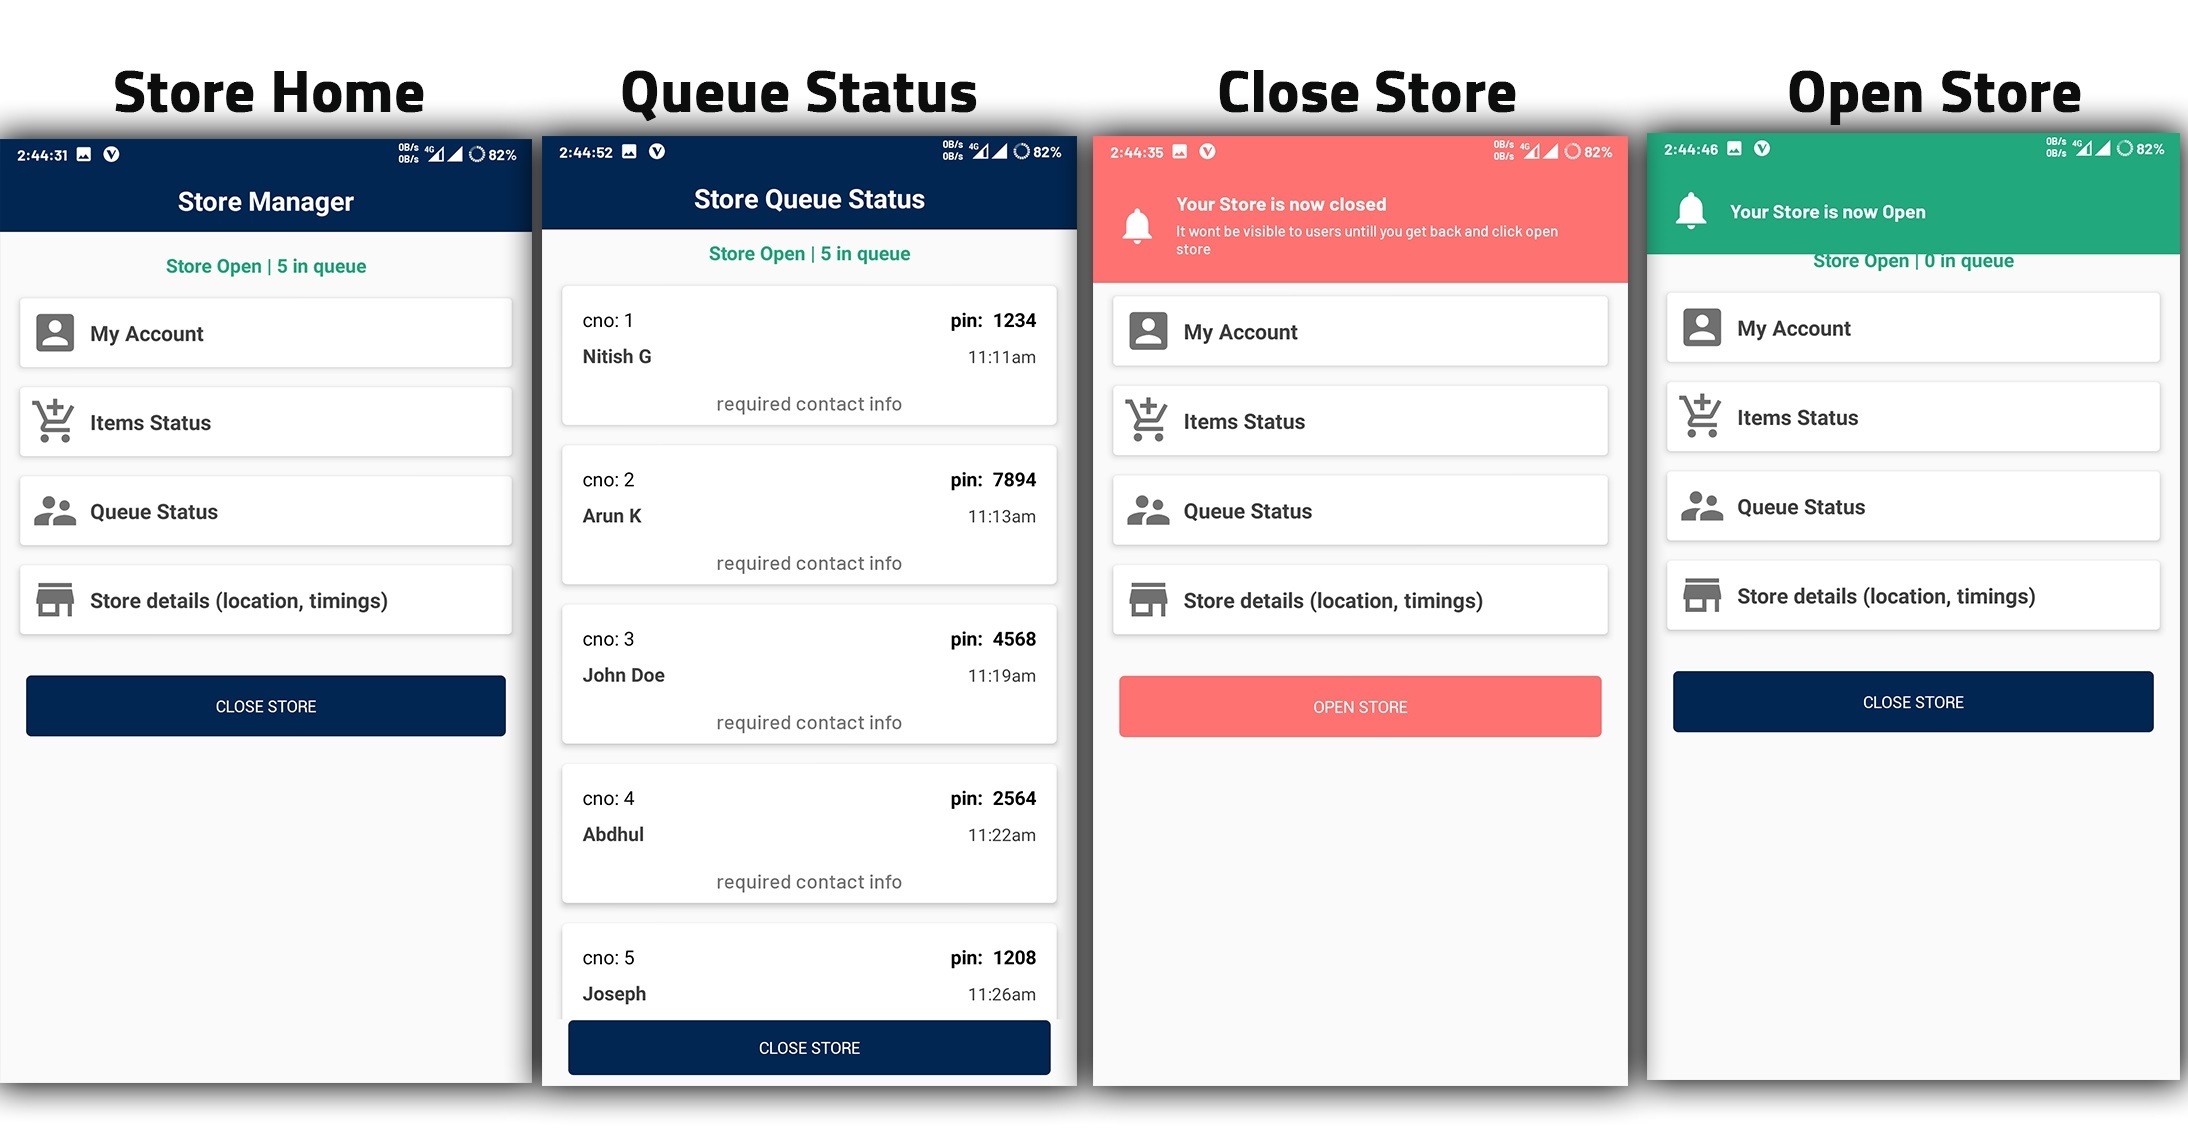 Store Home
2:44:31
0B/s
0B/s
4G
82%
Store Manager
Store Open | 5 in queue
My Account
Items Status
Queue Status
Store details (location, timings)
CLOSE STORE
Queue Status
2:44:52
0B/s
0B/s
4G
82%
Store Queue Status
Store Open | 5 in queue
cno: 1 pin: 1234
Nitish G 11:11am
required contact info
cno: 2 pin: 7894
Arun K 11:13am
required contact info
cno: 3 pin: 4568
John Doe 11:19am
required contact info
cno: 4 pin: 2564
Abdhul 11:22am
required contact info
cno: 5 pin: 1208
Joseph 11:26am
CLOSE STORE
Close Store
2:44:35
0B/s
0B/s
4G
82%
Your Store is now closed
It wont be visible to users untill you get back and click open
store
My Account
Items Status
Queue Status
Store details (location, timings)
OPEN STORE
Open Store
2:44:46
0B/s
0B/s
4G
82%
Your Store is now Open
Store Open | 0 in queue
My Account
Items Status
Queue Status
Store details (location, timings)
CLOSE STORE